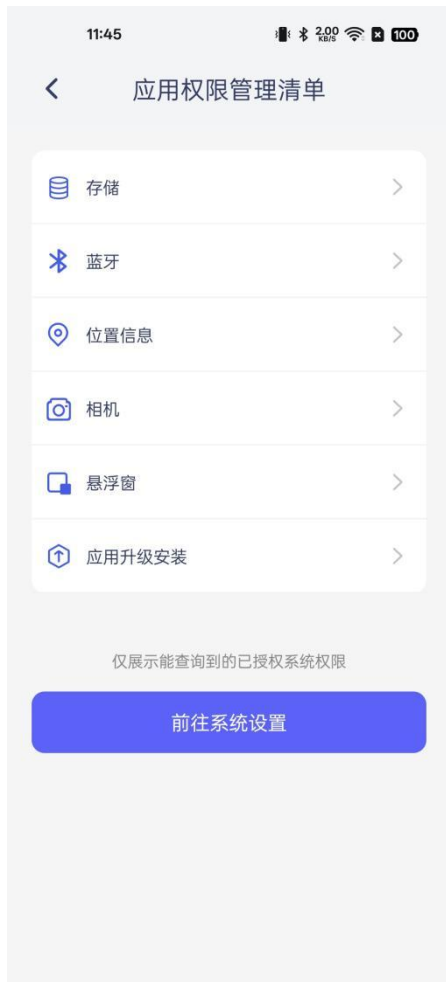 11:45
2.00 KB/S
100
应用权限管理清单
存储
蓝牙
位置信息
相机
悬浮窗
应用升级安装
仅展示能查询到的已授权系统权限
前往系统设置